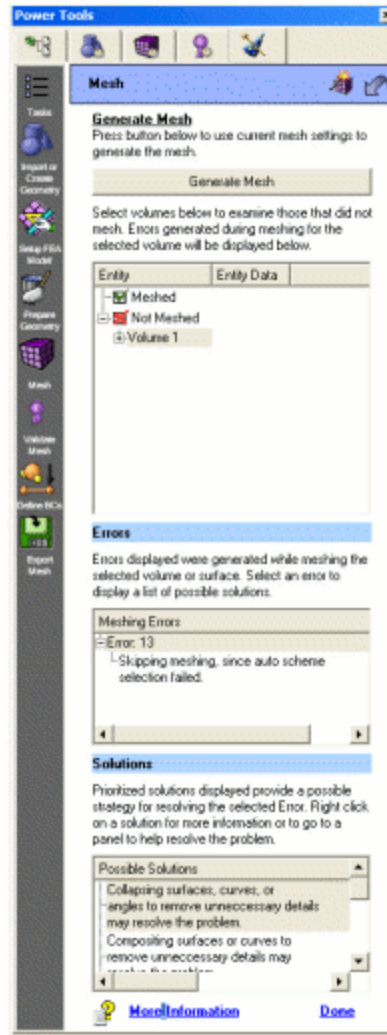 Power Tools
Mesh
Tasks
Import or
Create
Geometry
Setup FEA
Model
Prepare
Geometry
Mesh
Validate
Mesh
Define BCs
Export
Mesh
Generate Mesh
Press button below to use current mesh settings to
generate the mesh.
Generate Mesh
Select volumes below to examine those that did not
mesh. Errors generated during meshing for the
selected volume will be displayed below.
Entity Entity Data
Meshed
Not Meshed
Volume 1
Errors
Errors displayed were generated while meshing the
selected volume or surface. Select an error to
display a list of possible solutions.
Meshing Errors
Error: 13
Skipping meshing, since auto scheme
selection failed.
Solutions
Prioritized solutions displayed provide a possible
strategy for resolving the selected Error. Right click
on a solution for more information or to go to a
panel to help resolve the problem.
Possible Solutions
Collapsing surfaces, curves, or
angles to remove unneccessary details
may resolve the problem.
Compositing surfaces or curves to
remove unneccessary details may
resolve the problem
More Information Done